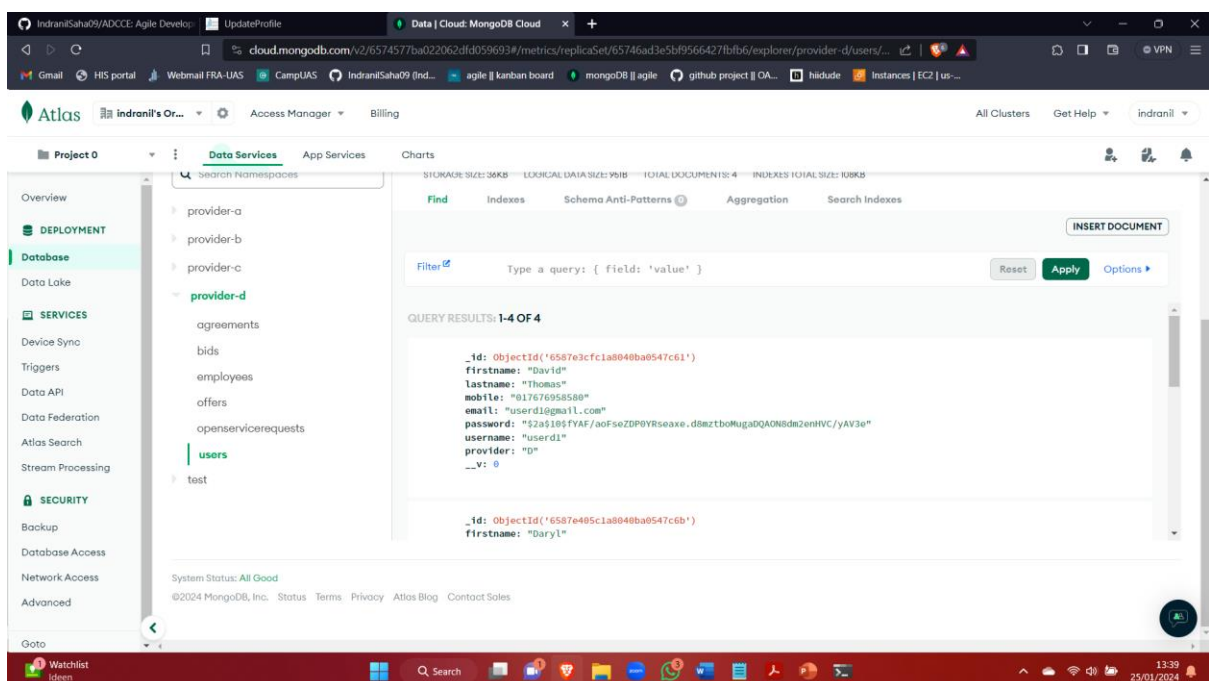 IndranilSaha09/ADCCE: Agile Develop
UpdateProfile
Data | Cloud: MongoDB Cloud
cloud.mongodb.com/v2/6574577ba022062dfd059693#/metrics/replicaSet/65746ad3e5bf9566427fbfb6/explorer/provider-d/users/...
VPN
Gmail HIS portal Webmail FRA-UAS CampUAS IndranilSaha09 (Ind... agile || kanban board mongoDB || agile github project || OA... hiidude Instances | EC2 | us-...
Atlas indranil's Or... Access Manager Billing All Clusters Get Help indranil
Project 0 Data Services App Services Charts
Overview
DEPLOYMENT
Database
Data Lake
SERVICES
Device Sync
Triggers
Data API
Data Federation
Atlas Search
Stream Processing
SECURITY
Backup
Database Access
Network Access
Advanced
Goto
Search Namespaces
provider-a
provider-b
provider-c
provider-d
agreements
bids
employees
offers
openservicerequests
users
test
STORAGE SIZE: 36KB LOGICAL DATA SIZE: 951B TOTAL DOCUMENTS: 4 INDEXES TOTAL SIZE: 108KB
Find Indexes Schema Anti-Patterns 0 Aggregation Search Indexes
INSERT DOCUMENT
Filter Type a query: { field: 'value' } Reset Apply Options
QUERY RESULTS: 1-4 OF 4
_id: ObjectId('6587e3cfc1a8040ba0547c61')
firstname: "David"
lastname: "Thomas"
mobile: "017676958580"
email: "userd1@gmail.com"
password: "$2a$10$fYAF/aoFseZDP0YRseaxe.d8mztboMugaDQAON8dm2enHVC/yAV3e"
username: "userd1"
provider: "D"
__v: 0
_id: ObjectId('6587e405c1a8040ba0547c6b')
firstname: "Daryl"
System Status: All Good
©2024 MongoDB, Inc. Status Terms Privacy Atlas Blog Contact Sales
1 Watchlist
Ideen
Search
13:39
25/01/2024